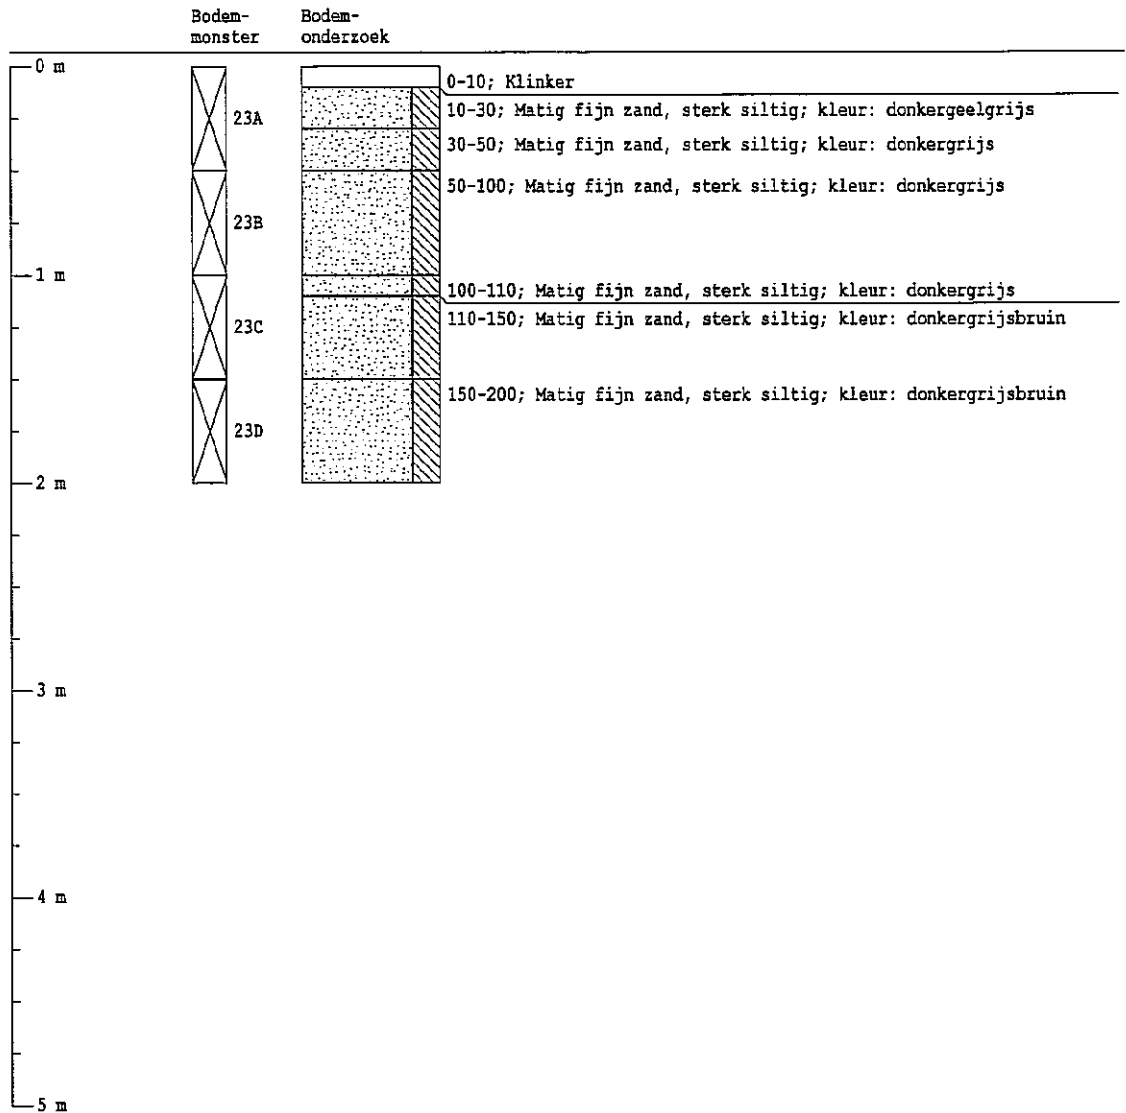 Bodem-
monster
Bodem-
onderzoek
0 m
0-10; Klinker
23A
10-30; Matig fijn zand, sterk siltig; kleur: donkergeelgrijs
30-50; Matig fijn zand, sterk siltig; kleur: donkergrijs
50-100; Matig fijn zand, sterk siltig; kleur: donkergrijs
23B
1 m
100-110; Matig fijn zand, sterk siltig; kleur: donkergrijs
23C
110-150; Matig fijn zand, sterk siltig; kleur: donkergrijsbruin
150-200; Matig fijn zand, sterk siltig; kleur: donkergrijsbruin
23D
2 m
3 m
4 m
5 m